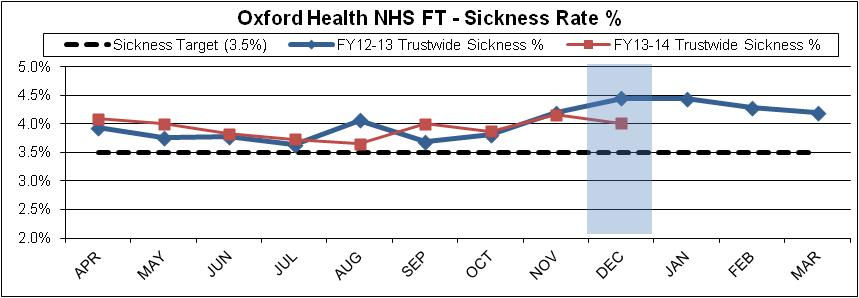 Oxford Health NHS FT - Sickness Rate %
Sickness Target (3.5%) FY12-13 Trustwide Sickness % FY13-14 Trustwide Sickness %
5.0%
4.5%
4.0%
3.5%
3.0%
2.5%
2.0%
APR MAY JUN JUL AUG SEP OCT NOV DEC JAN FEB MAR